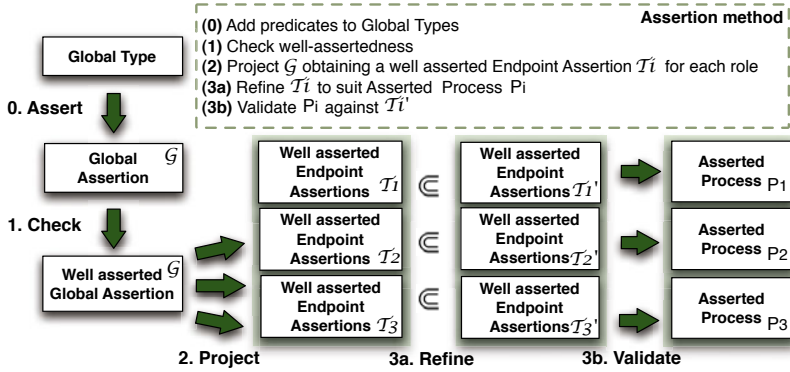 Assertion method
(0) Add predicates to Global Types
(1) Check well-assertedness
(2) Project 𝒢 obtaining a well asserted Endpoint Assertion 𝒯i for each role
(3a) Refine 𝒯i to suit Asserted Process Pi
(3b) Validate Pi against 𝒯i'
Global Type
0. Assert
Global 𝒢
Assertion
1. Check
Well asserted 𝒢
Global Assertion
2. Project
Well asserted
Endpoint
Assertions 𝒯1
Well asserted
Endpoint
Assertions 𝒯2
Well asserted
Endpoint
Assertions 𝒯3
⋐
⋐
⋐
3a. Refine
Well asserted
Endpoint
Assertions 𝒯1'
Well asserted
Endpoint
Assertions 𝒯2'
Well asserted
Endpoint
Assertions 𝒯3'
3b. Validate
Asserted
Process P1
Asserted
Process P2
Asserted
Process P3